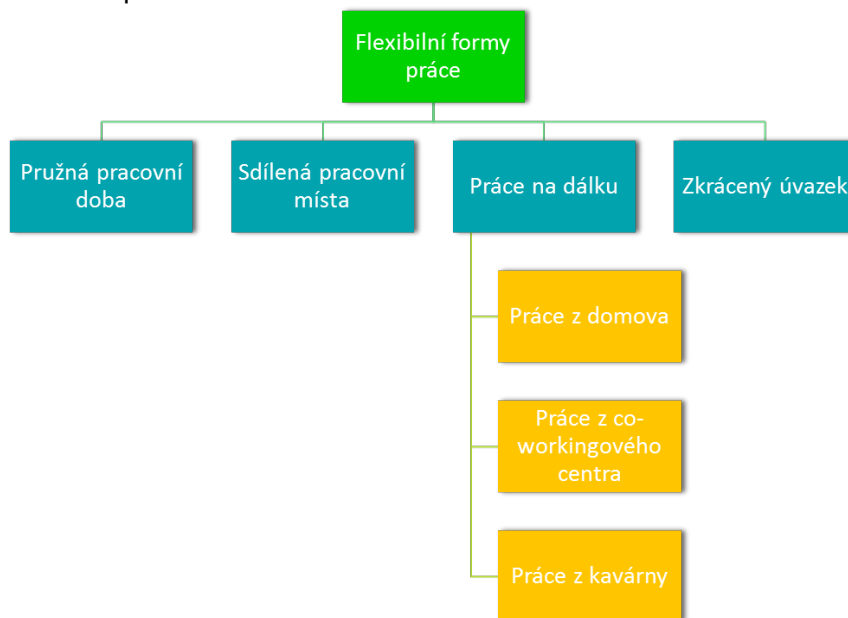 Flexibilní formy
práce
Pružná pracovní
doba
Sdílená pracovní
místa
Práce na dálku
Zkrácený úvazek
Práce z domova
Práce z co-
workingového
centra
Práce z kavárny